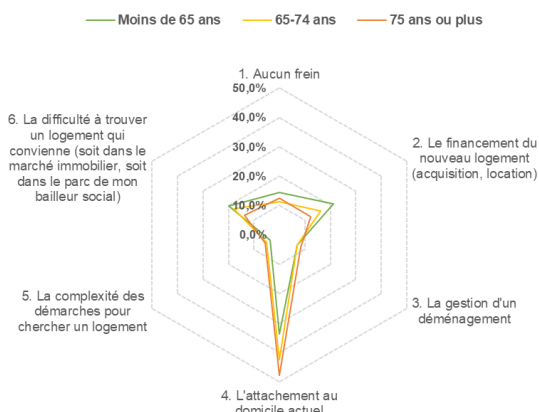 Moins de 65 ans 65-74 ans 75 ans ou plus
1. Aucun frein
50,0%
40,0%
30,0%
20,0%
10,0%
0,0%
2. Le financement du
nouveau logement
(acquisition, location)
3. La gestion d'un
déménagement
4. L'attachement au
domicile actuel
5. La complexité des
démarches pour
chercher un logement
6. La difficulté à trouver
un logement qui
convienne (soit dans le
marché immobilier, soit
dans le parc de mon
bailleur social)